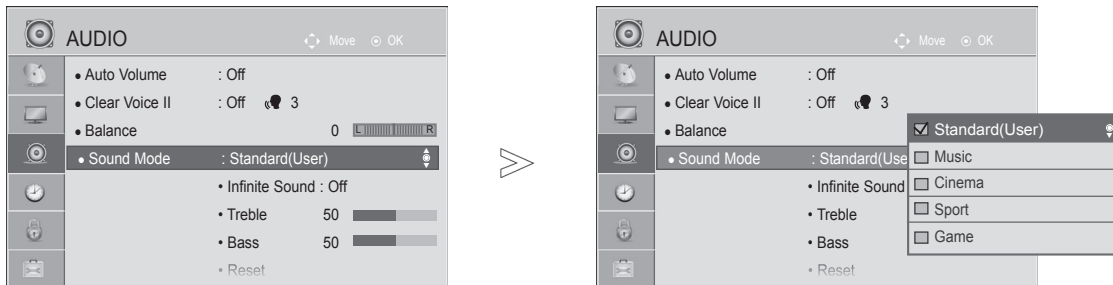 AUDIO
Move OK
• Auto Volume : Off
• Clear Voice II : Off 3
• Balance 0 L R
• Sound Mode : Standard(User)
• Infinite Sound : Off
• Treble 50
• Bass 50
• Reset
AUDIO
Move OK
• Auto Volume : Off
• Clear Voice II : Off 3
• Balance
• Sound Mode : Standard(Use
• Infinite Sound
• Treble
• Bass
• Reset
Standard(User)
Music
Cinema
Sport
Game